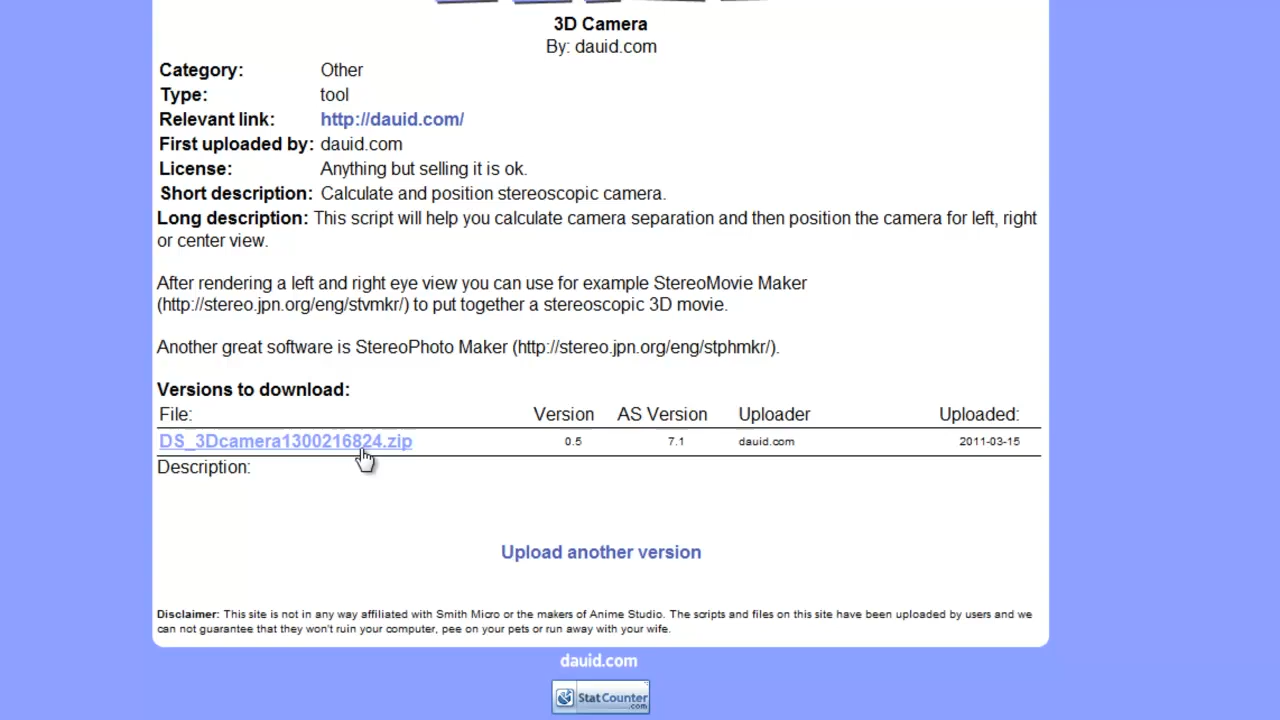 3D Camera
By: dauid.com
Category: Other
Type: tool
Relevant link: http://dauid.com/
First uploaded by: dauid.com
License: Anything but selling it is ok.
Short description: Calculate and position stereoscopic camera.
Long description: This script will help you calculate camera separation and then position the camera for left, right
or center view.
After rendering a left and right eye view you can use for example StereoMovie Maker
(http://stereo.jpn.org/eng/stvmkr/) to put together a stereoscopic 3D movie.
Another great software is StereoPhoto Maker (http://stereo.jpn.org/eng/stphmkr/).
Versions to download:
File: Version AS Version Uploader Uploaded:
DS_3Dcamera1300216824.zip 0.5 7.1 dauid.com 2011-03-15
Description:
Upload another version
Disclaimer: This site is not in any way affiliated with Smith Micro or the makers of Anime Studio. The scripts and files on this site have been uploaded by users and we
can not guarantee that they won't ruin your computer, pee on your pets or run away with your wife.
dauid.com
StatCounter
.com